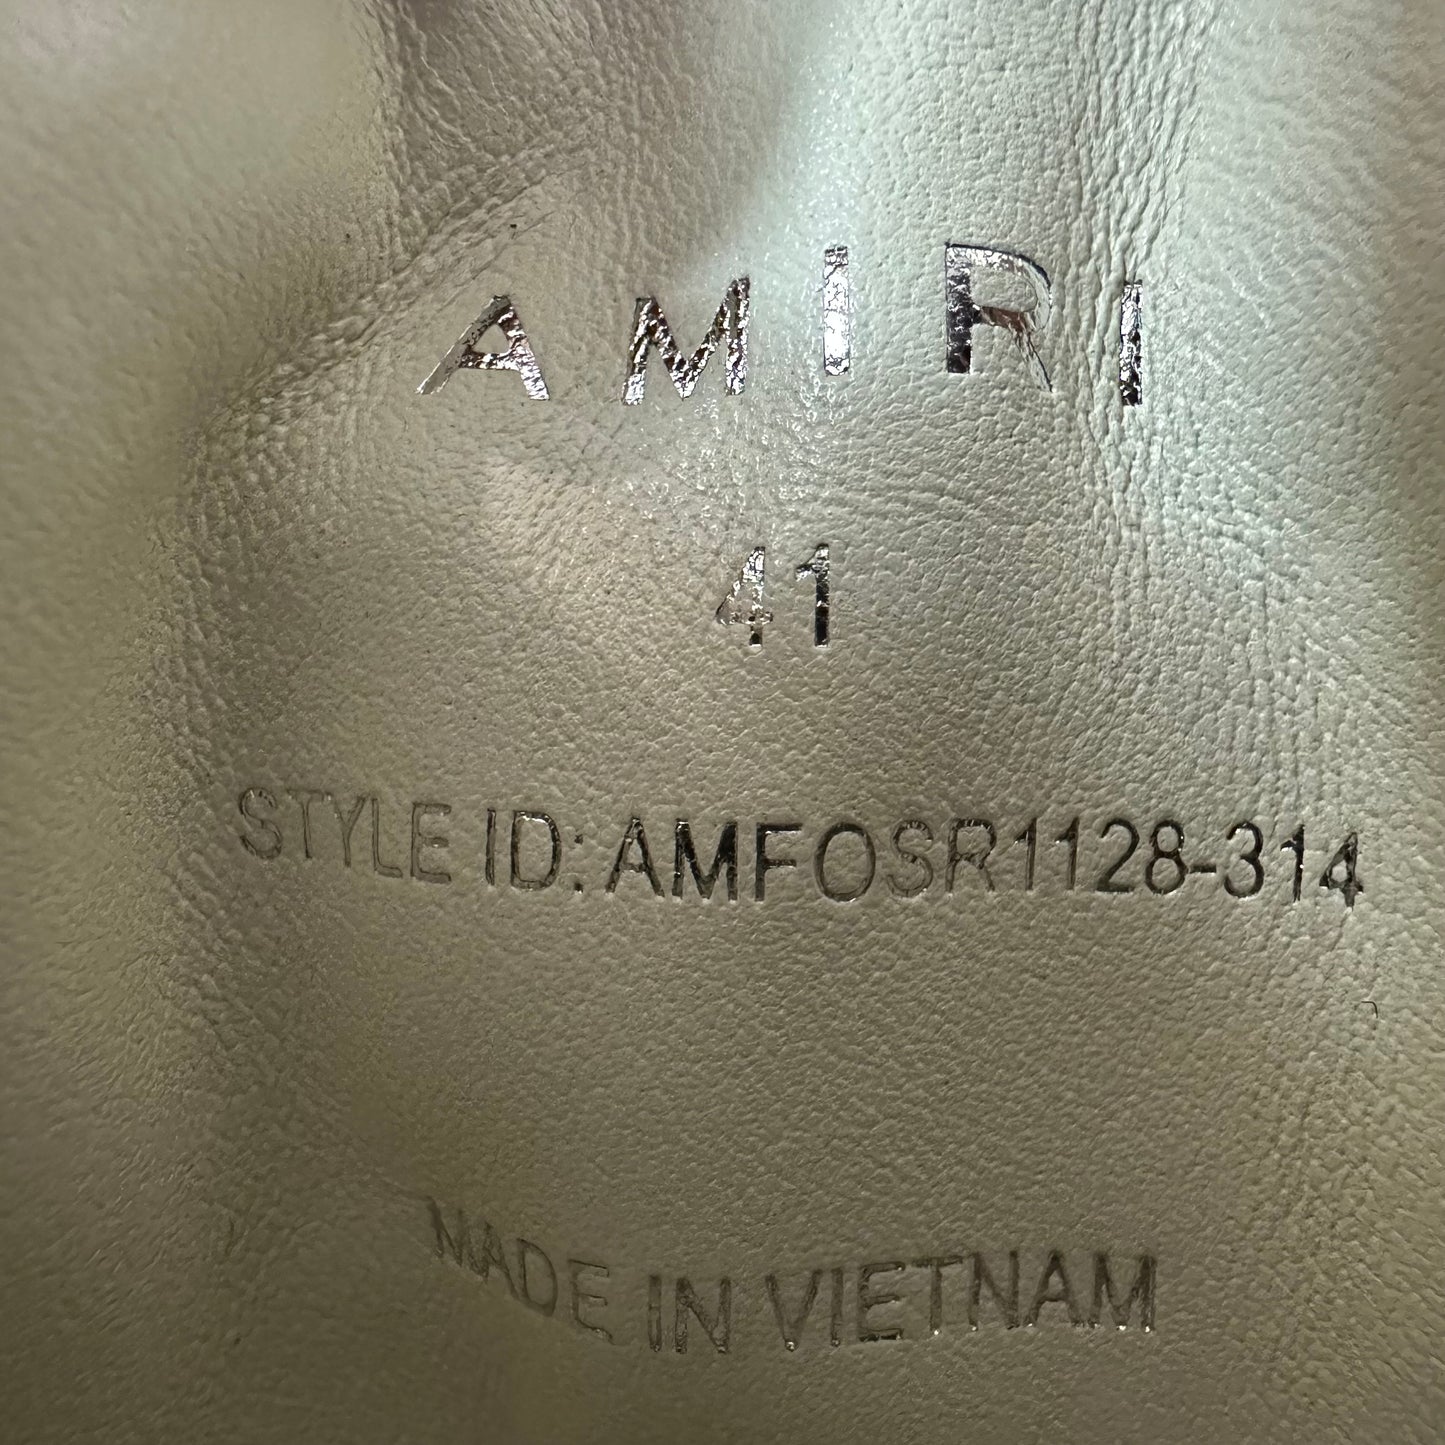 AMIRI
41
STYLE ID: AMFOSR1128-314
MADE IN VIETNAM